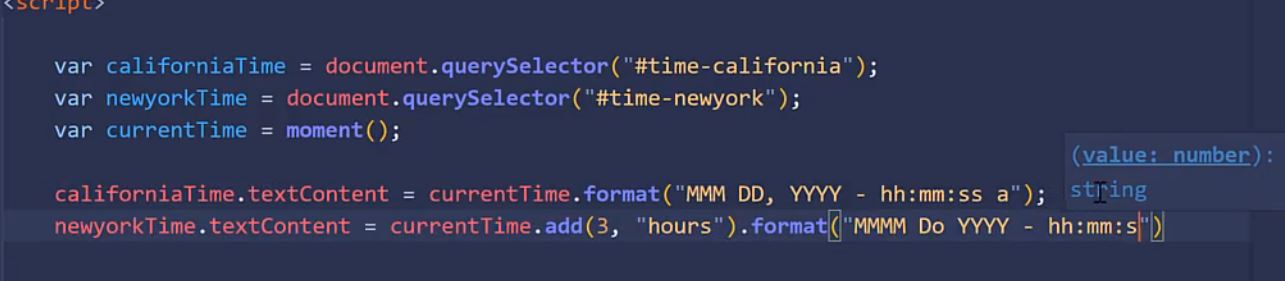 <script>
var californiaTime = document.querySelector("#time-california");
var newyorkTime = document.querySelector("#time-newyork");
var currentTime = moment();
(value: number):
string
californiaTime.textContent = currentTime.format("MMM DD, YYYY - hh:mm:ss a");
newyorkTime.textContent = currentTime.add(3, "hours").format("MMMM Do YYYY - hh:mm:s")